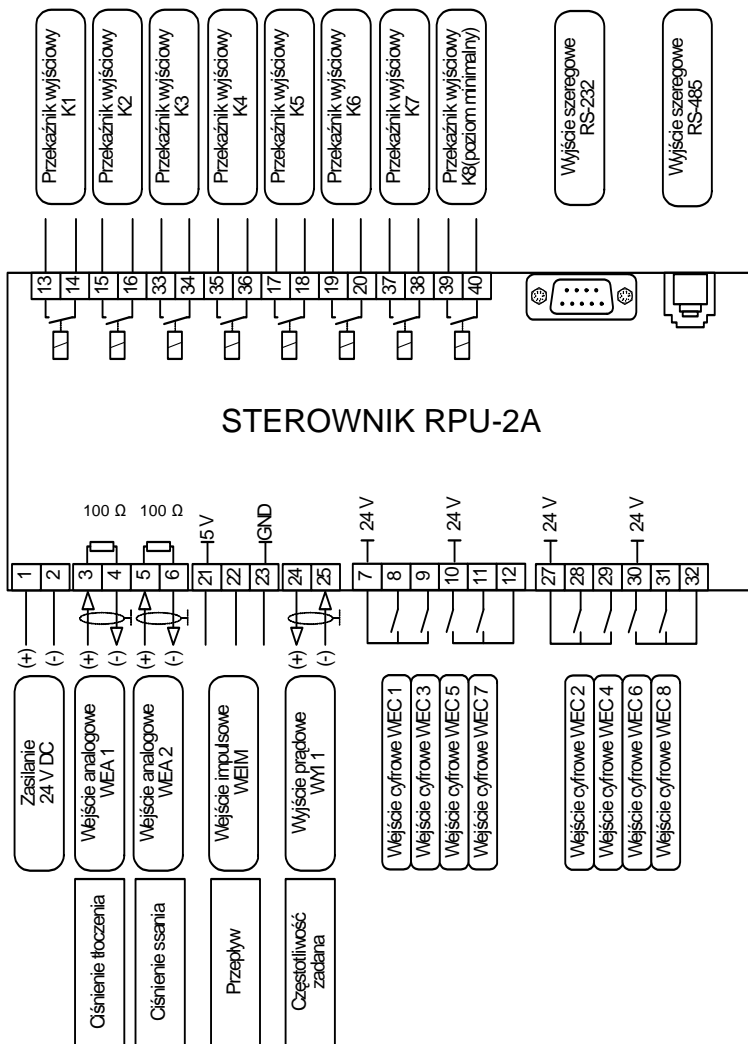 Przekaźnik wyjściowy
K1
Przekaźnik wyjściowy
K2
Przekaźnik wyjściowy
K3
Przekaźnik wyjściowy
K4
Przekaźnik wyjściowy
K5
Przekaźnik wyjściowy
K6
Przekaźnik wyjściowy
K7
Przekaźnik wyjściowy
K8(poziom minimalny)
Wyjście szeregowe
RS-232
Wyjście szeregowe
RS-485
13 14 15 16 33 34 35 36 17 18 19 20 37 38 39 40
STEROWNIK RPU-2A
100 Ω 100 Ω 5 V GND 24 V 24 V 24 V 24 V
1 2 3 4 5 6 21 22 23 24 25 7 8 9 10 11 12 27 28 29 30 31 32
(+) (-) (+) (-) (+) (-) (+) (-)
Zasilanie
24 V DC
Wejście analogowe
WEA 1
Wejście analogowe
WEA 2
Wejście impulsowe
WEIM
Wyjście prądowe
WYI 1
Wejście cyfrowe WEC 1
Wejście cyfrowe WEC 3
Wejście cyfrowe WEC 5
Wejście cyfrowe WEC 7
Wejście cyfrowe WEC 2
Wejście cyfrowe WEC 4
Wejście cyfrowe WEC 6
Wejście cyfrowe WEC 8
Ciśnienie tłoczenia
Ciśnienie ssania
Przepływ
Częstotliwość
zadana